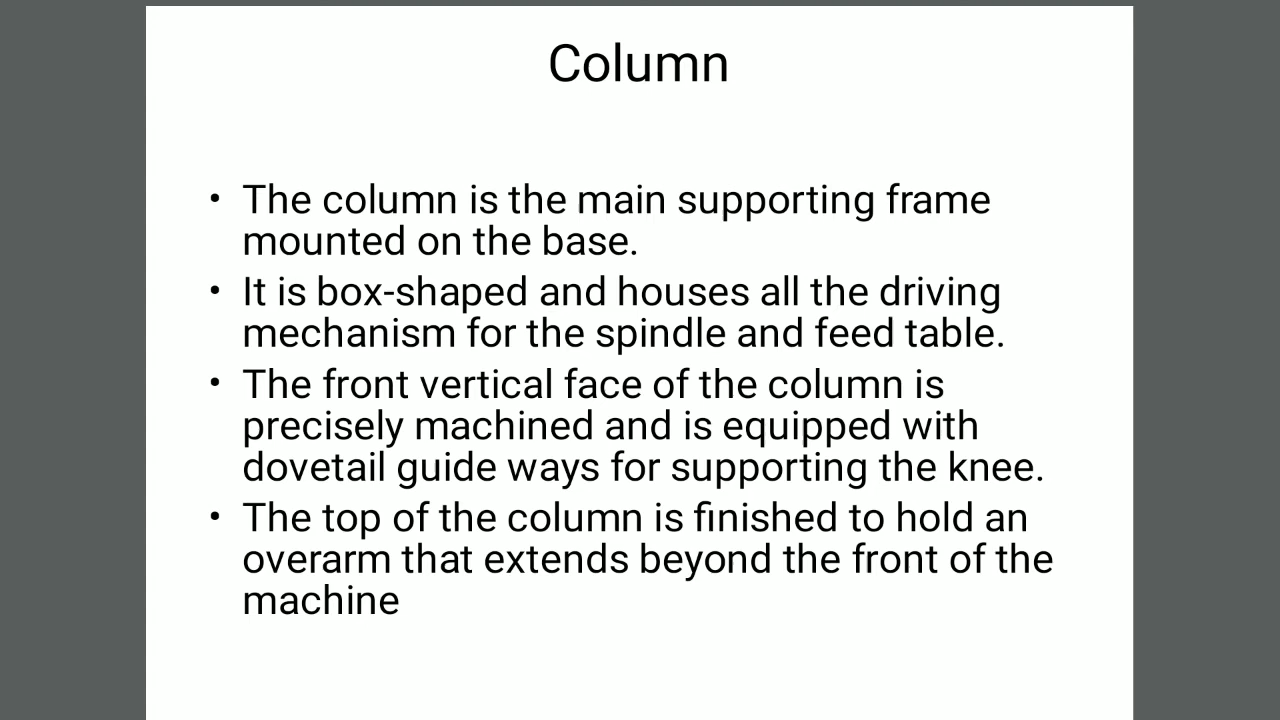 Column
• The column is the main supporting frame
mounted on the base.
• It is box-shaped and houses all the driving
mechanism for the spindle and feed table.
• The front vertical face of the column is
precisely machined and is equipped with
dovetail guide ways for supporting the knee.
• The top of the column is finished to hold an
overarm that extends beyond the front of the
machine